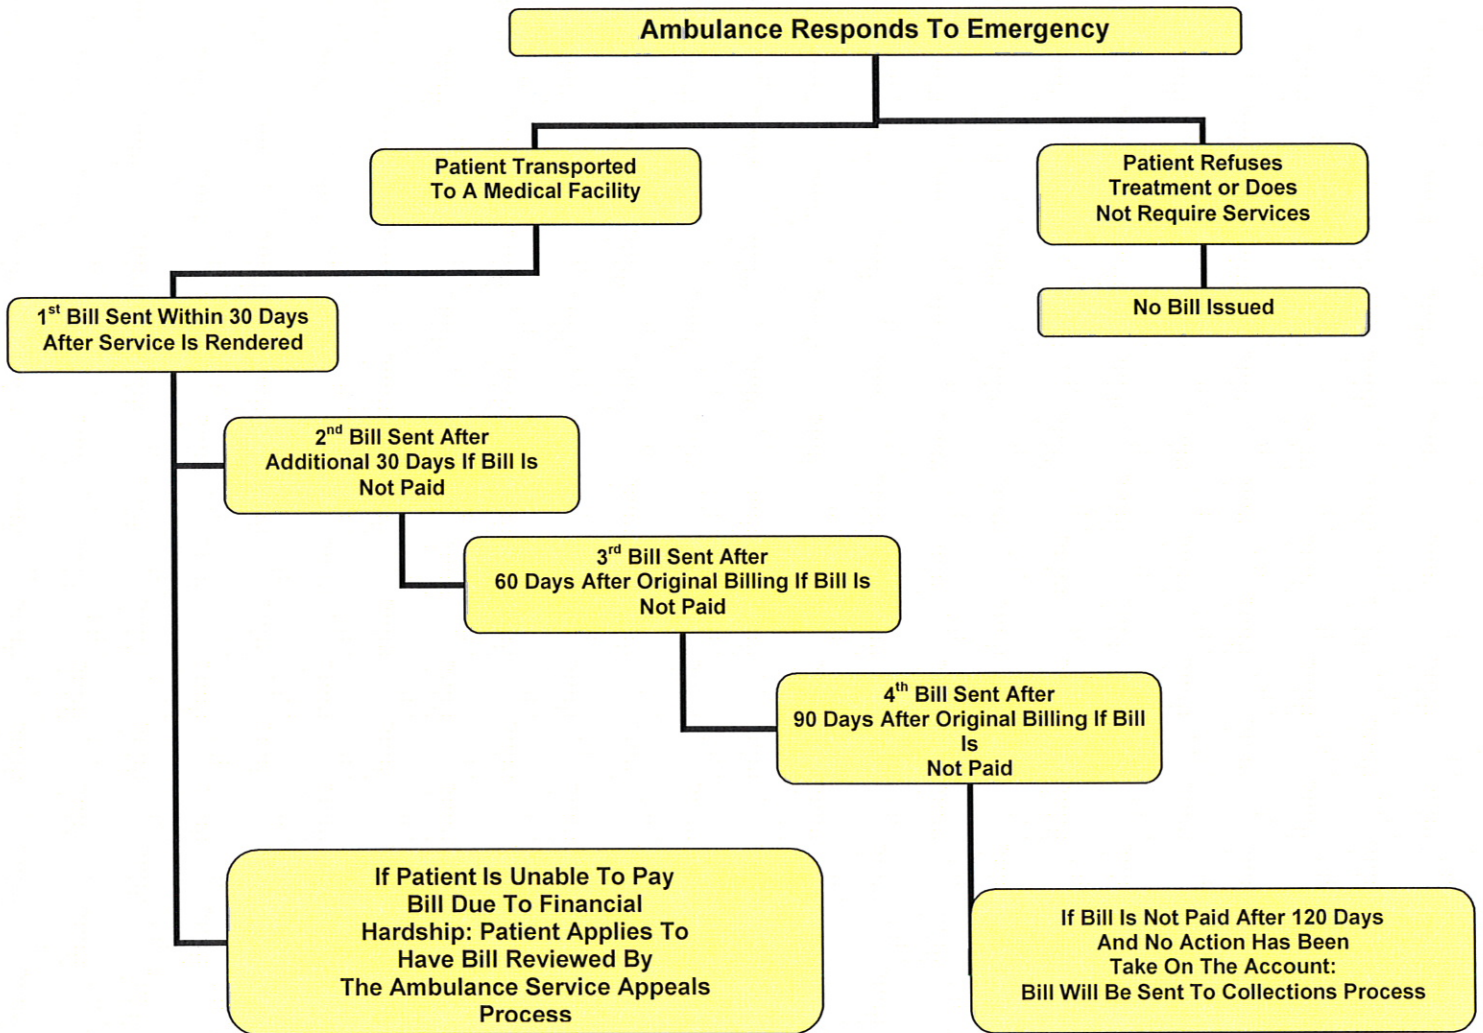 Ambulance Responds To Emergency
Patient Transported
To A Medical Facility
Patient Refuses
Treatment or Does
Not Require Services
1st Bill Sent Within 30 Days
After Service Is Rendered
No Bill Issued
2nd Bill Sent After
Additional 30 Days If Bill Is
Not Paid
3rd Bill Sent After
60 Days After Original Billing If Bill Is
Not Paid
4th Bill Sent After
90 Days After Original Billing If Bill
Is
Not Paid
If Patient Is Unable To Pay
Bill Due To Financial
Hardship: Patient Applies To
Have Bill Reviewed By
The Ambulance Service Appeals
Process
If Bill Is Not Paid After 120 Days
And No Action Has Been
Take On The Account:
Bill Will Be Sent To Collections Process